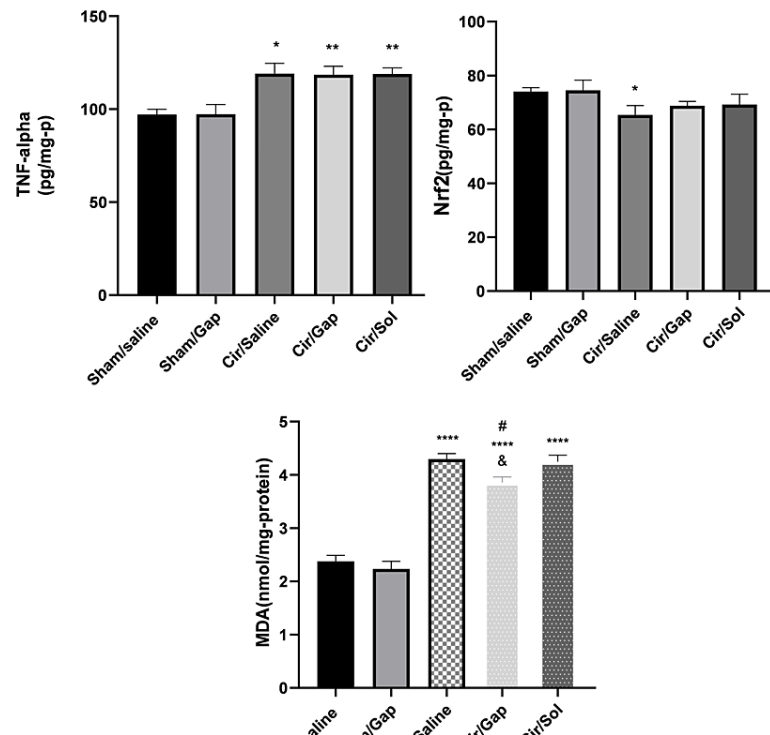 TNF-alpha
(pg/mg-p)
150
100
50
0
*
**
**
Sham/saline
Sham/Gap
Cir/Saline
Cir/Gap
Cir/Sol
Nrf2(pg/mg-p)
100
80
60
40
20
0
*
Sham/saline
Sham/Gap
Cir/Saline
Cir/Gap
Cir/Sol
MDA(nmol/mg-protein)
5
4
3
2
1
0
****
#
****
&
****
aline
/Gap
Saline
ir/Gap
Cir/Sol